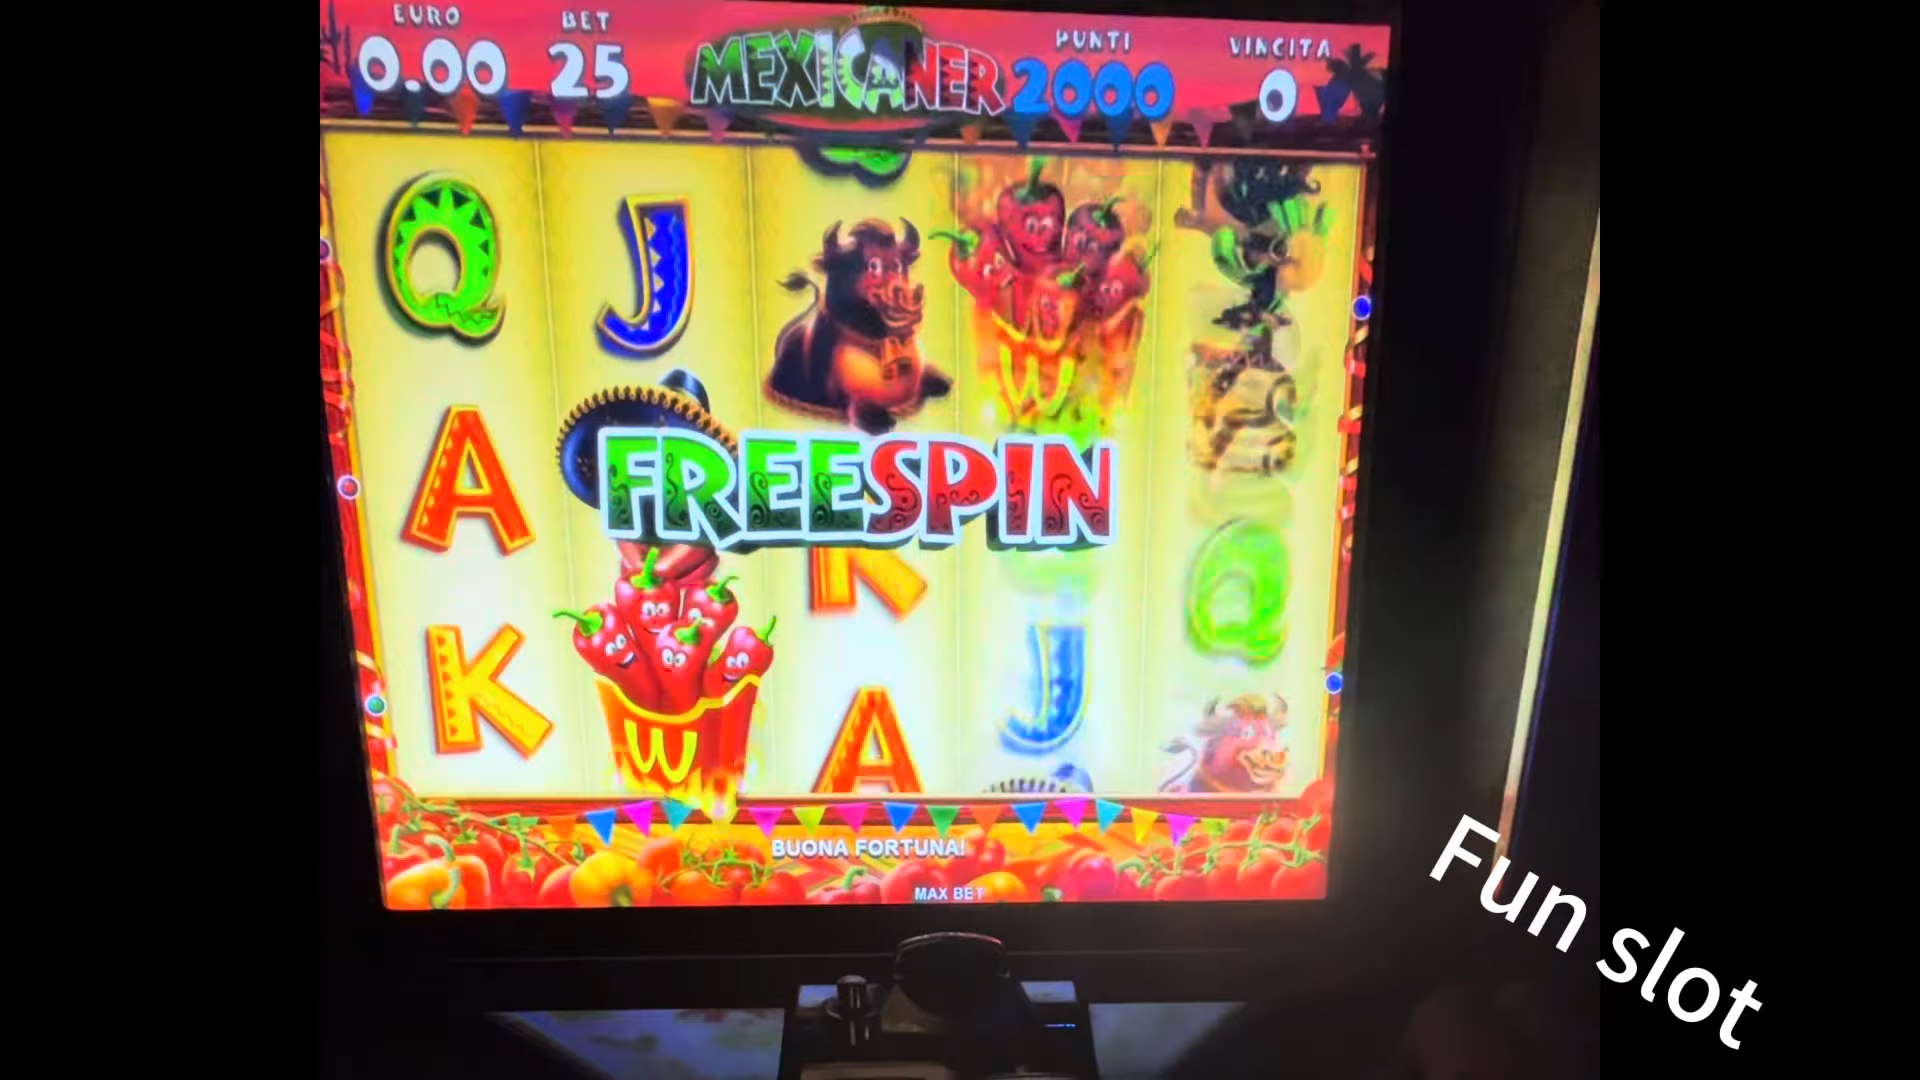 EURO BET PUNTI VINCITA
0.00 25 MEXICANER 2000 0
Q J
FREESPIN
A K
K W A J Q
W
BUONA FORTUNA!
MAX BET
Fun slot